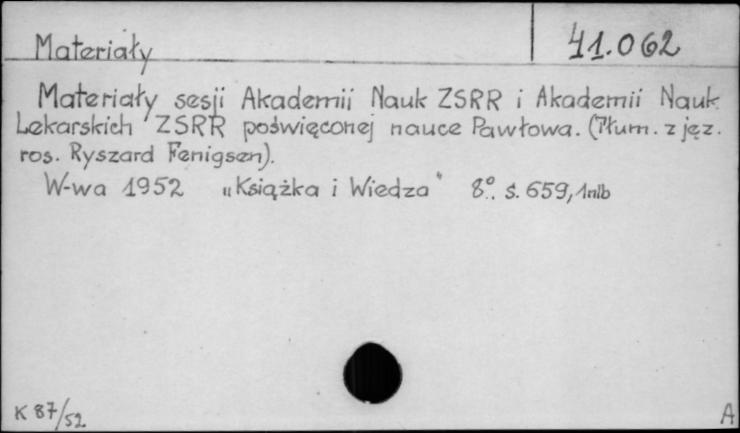 Materiały 41.062
Materiały sesji Akademii Nauk ZSRR i Akademii Nauk
Lekarskich ZSRR poświęconej nauce Pawłowa. (Tłum. z jęz.
ros. Ryszard Fenigsen).
W-wa 1952 „Książka i Wiedza" 8°. S. 659, 1nlb
K 87/52 A